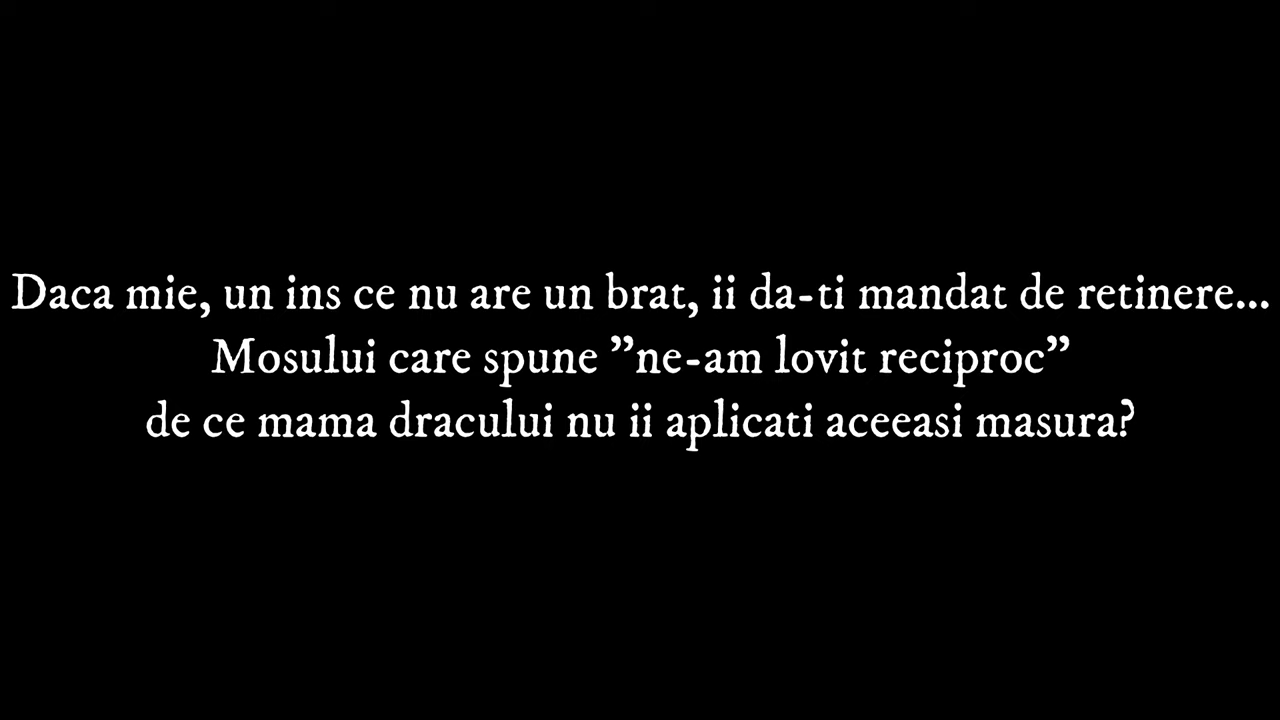 Daca mie, un ins ce nu are un brat, ii da-ti mandat de retinere...
Mosului care spune ”ne-am lovit reciproc”
de ce mama dracului nu ii aplicati aceeasi masura?